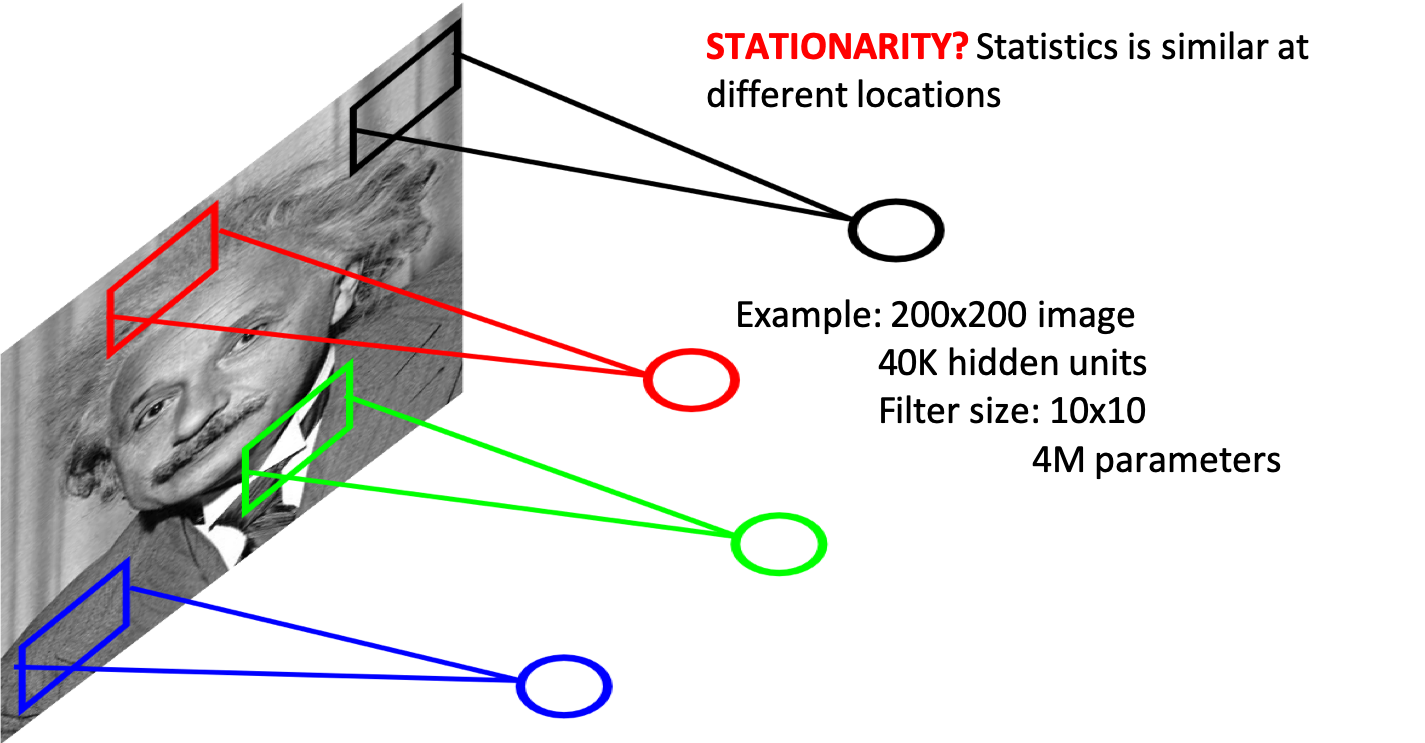 STATIONARITY? Statistics is similar at
different locations
Example: 200x200 image
40K hidden units
Filter size: 10x10
4M parameters